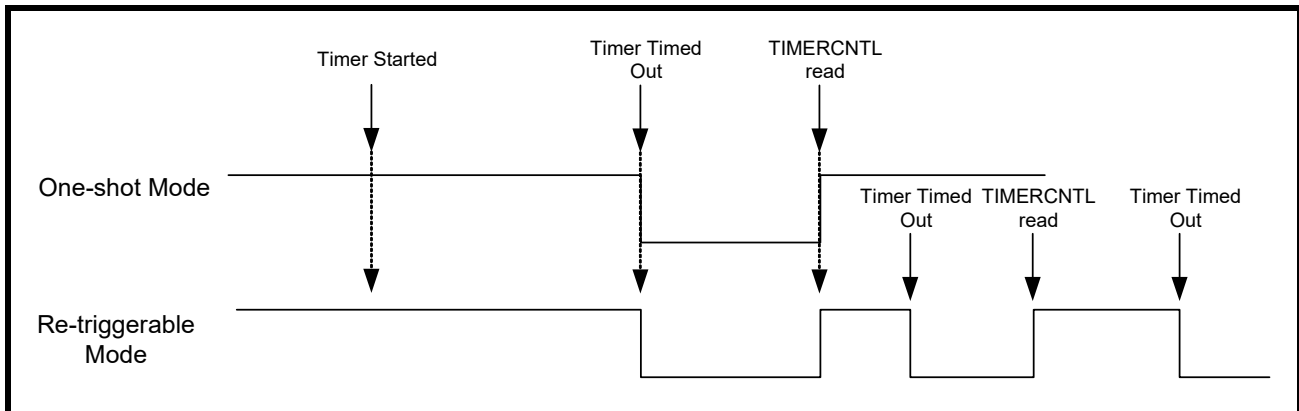 Timer Started
Timer Timed
Out
TIMERCNTL
read
One-shot Mode
Timer Timed
Out
TIMERCNTL
read
Timer Timed
Out
Re-triggerable
Mode